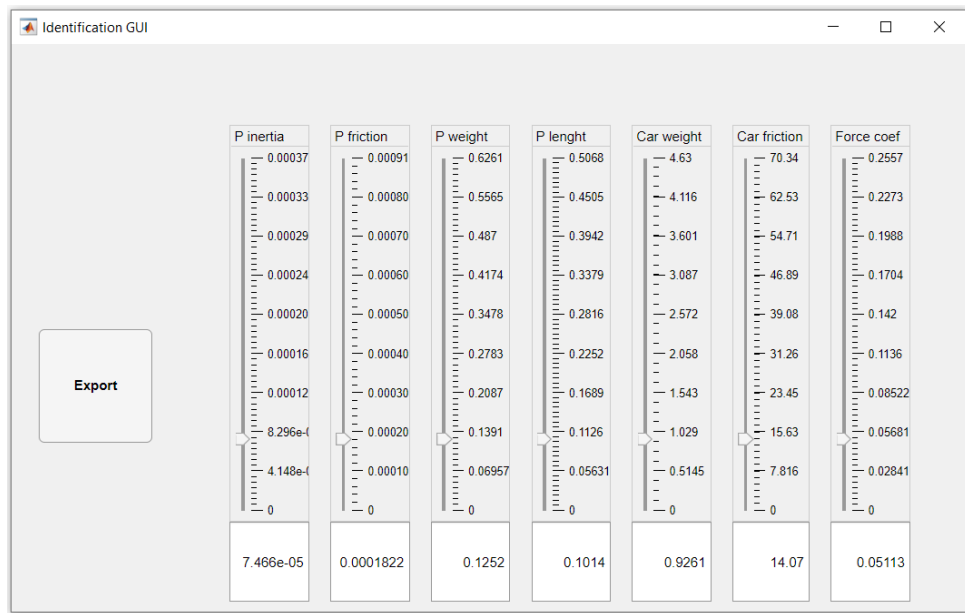 Identification GUI
P inertia P friction P weight P lenght Car weight Car friction Force coef
0.00037 0.00091 0.6261 0.5068 4.63 70.34 0.2557
0.00033 0.00080 0.5565 0.4505 4.116 62.53 0.2273
0.00029 0.00070 0.487 0.3942 3.601 54.71 0.1988
0.00024 0.00060 0.4174 0.3379 3.087 46.89 0.1704
0.00020 0.00050 0.3478 0.2816 2.572 39.08 0.142
0.00016 0.00040 0.2783 0.2252 2.058 31.26 0.1136
Export
0.00012 0.00030 0.2087 0.1689 1.543 23.45 0.08522
8.296e-0 0.00020 0.1391 0.1126 1.029 15.63 0.05681
4.148e-0 0.00010 0.06957 0.05631 0.5145 7.816 0.02841
0 0 0 0 0 0 0
7.466e-05 0.0001822 0.1252 0.1014 0.9261 14.07 0.05113